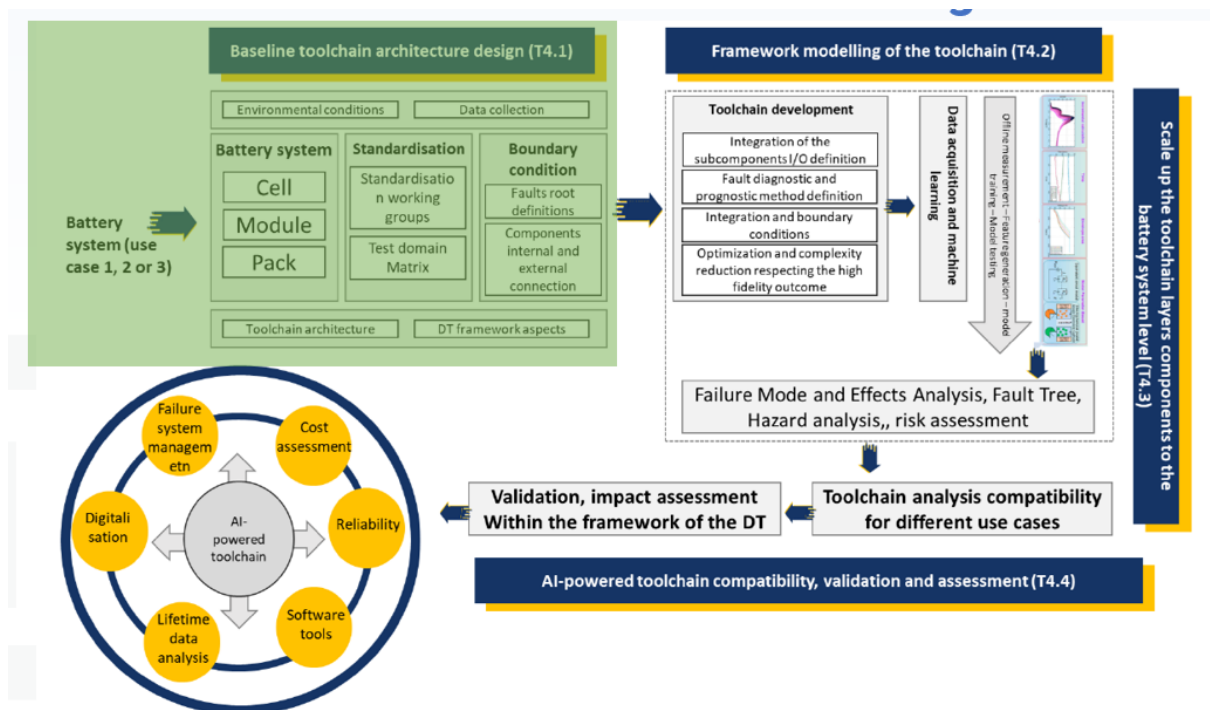 Baseline toolchain architecture design (T4.1)
Environmental conditions
Data collection
Battery system
Cell
Module
Pack
Standardisation
Standardisatio
n working
groups
Test domain
Matrix
Boundary
condition
Faults root
definitions
Components
internal and
external
connection
Toolchain architecture
DT framework aspects
Battery
system (use
case 1, 2 or 3)
Framework modelling of the toolchain (T4.2)
Toolchain development
Integration of the
subcomponents I/O definition
Fault diagnostic and
prognostic method definition
Integration and boundary
conditions
Optimization and complexity
reduction respecting the high
fidelity outcome
Data acquisition and machine
learning
Offline measurement – Feature generation – model
training – Model testing
Failure Mode and Effects Analysis, Fault Tree,
Hazard analysis,, risk assessment
Scale up the toolchain layers components to the
battery system level (T4.3)
Toolchain analysis compatibility
for different use cases
Validation, impact assessment
Within the framework of the DT
AI-powered toolchain compatibility, validation and assessment (T4.4)
Failure
system
managem
etn
Cost
assessment
Digitali
sation
AI-
powered
toolchain
Reliability
Lifetime
data
analysis
Software
tools